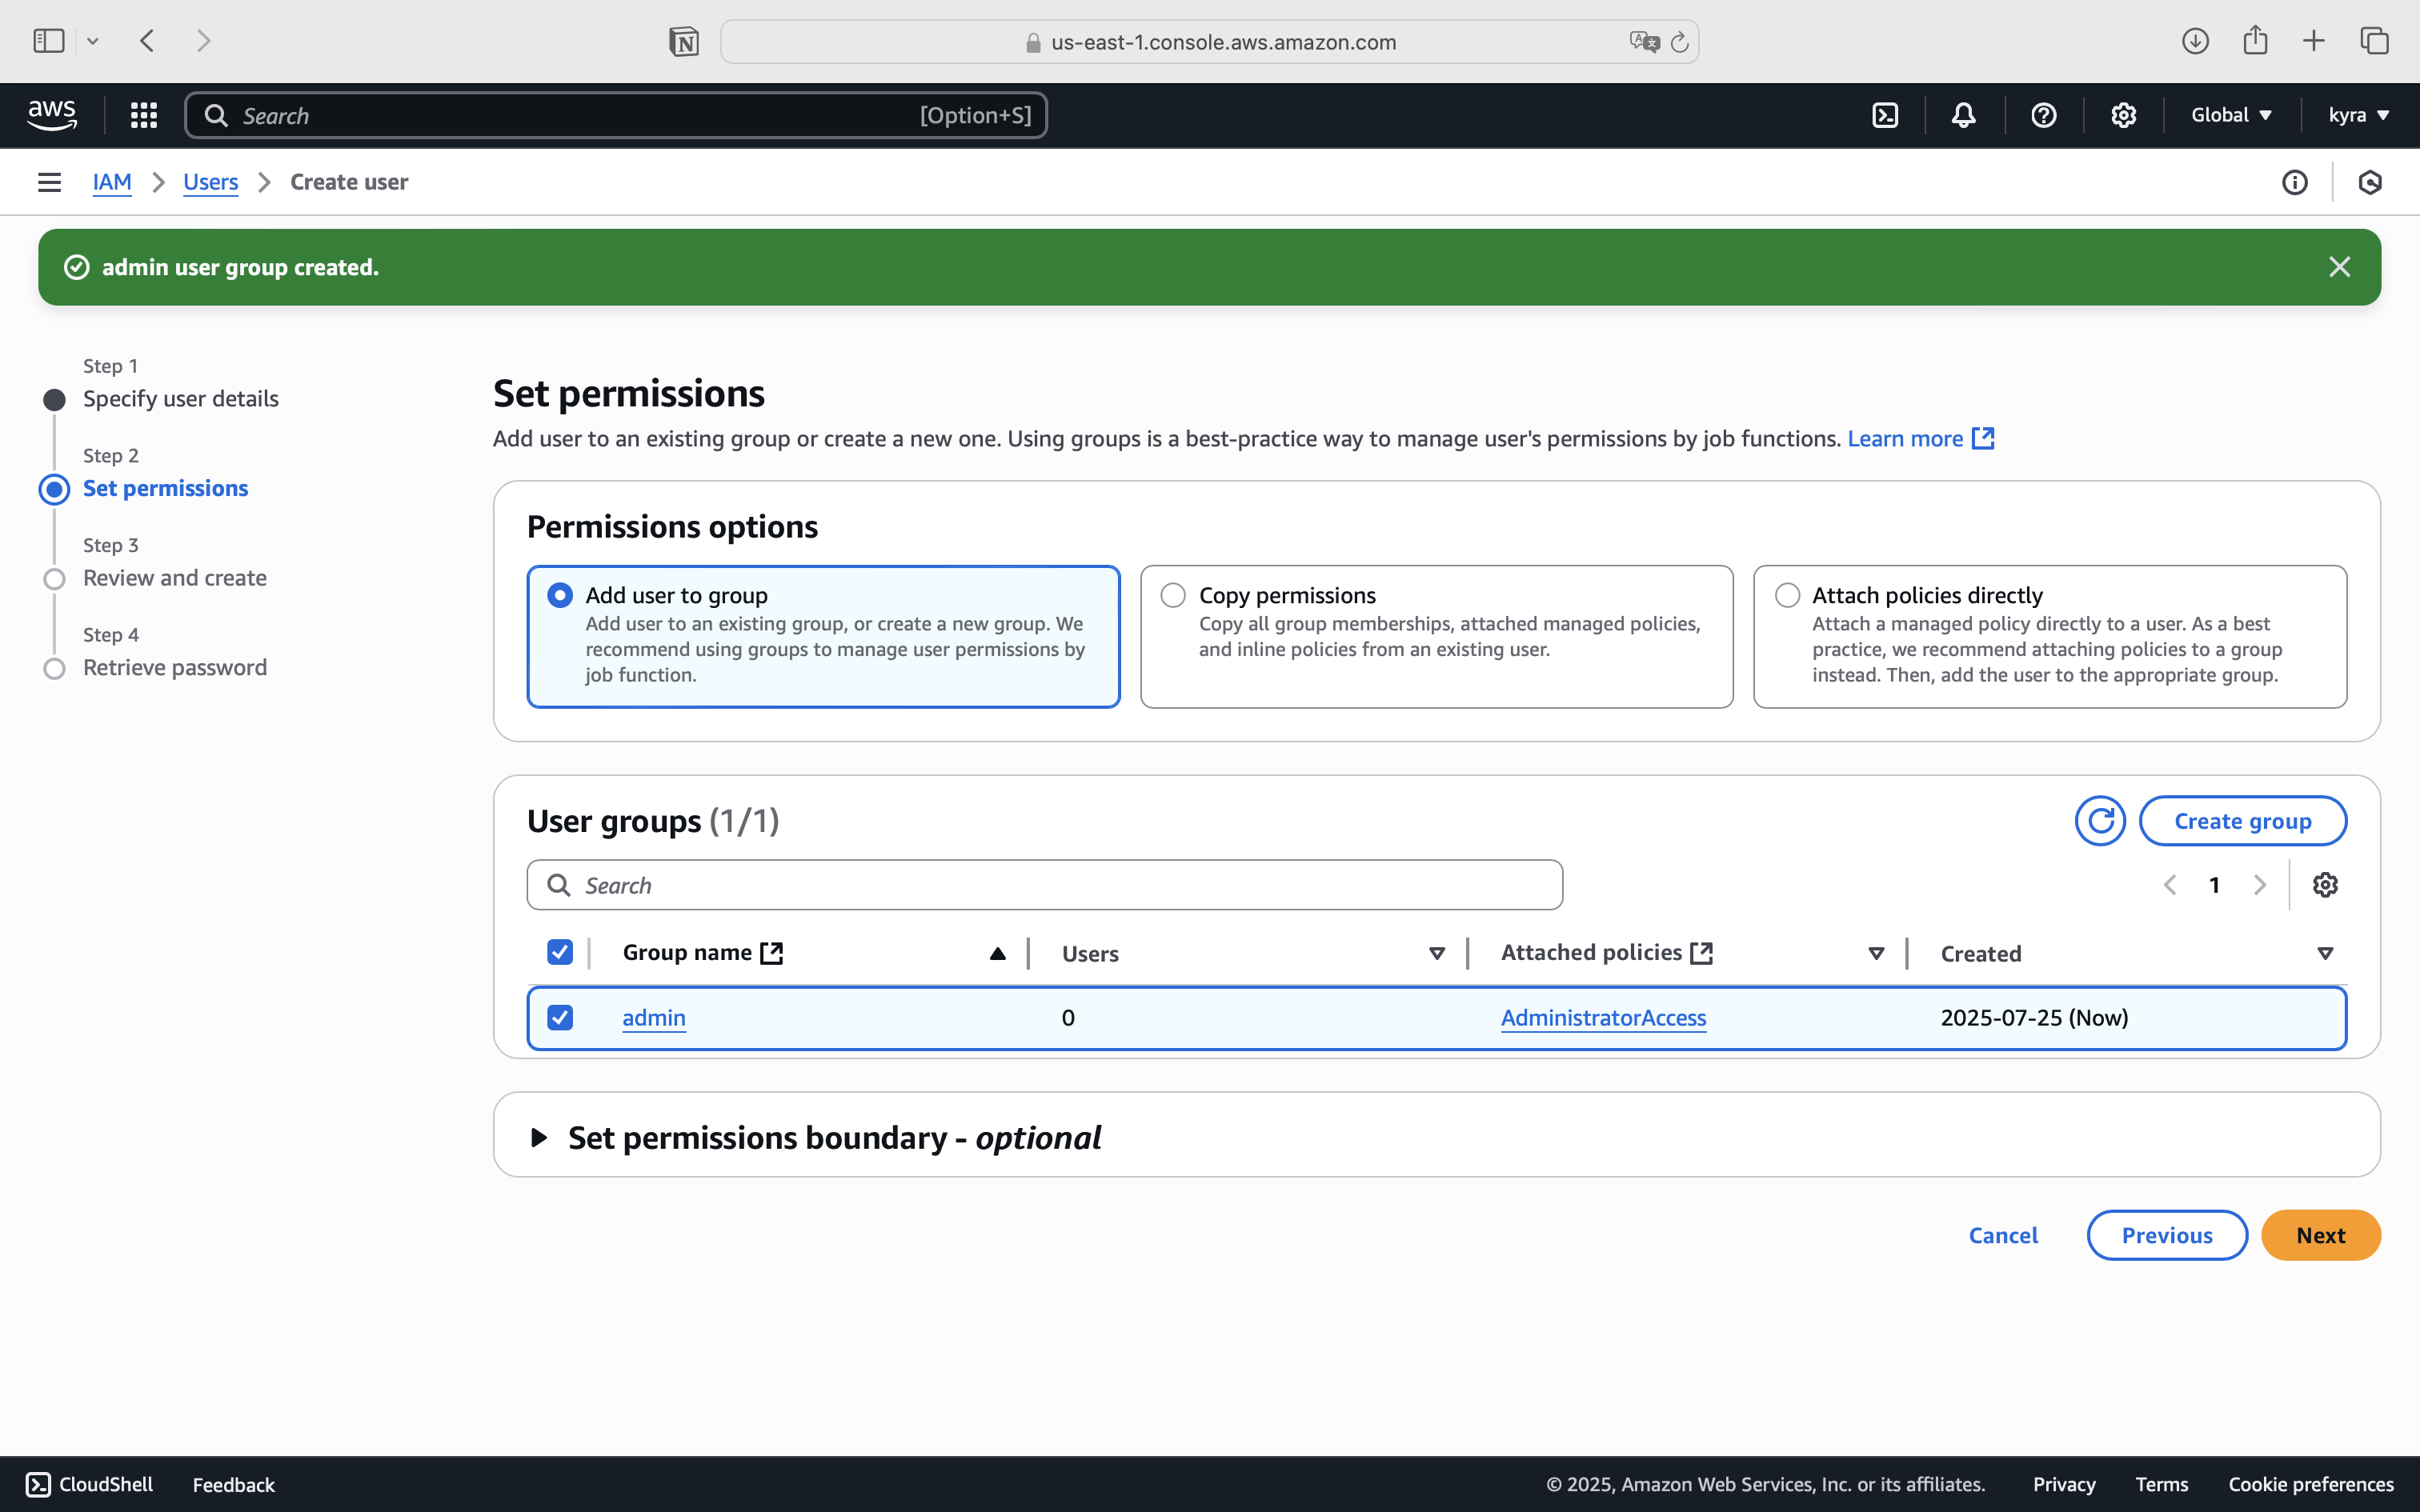 us-east-1.console.aws.amazon.com
aws
Search
[Option+S]
Global
kyra
IAM
Users
Create user
admin user group created.
Step 1
Specify user details
Step 2
Set permissions
Step 3
Review and create
Step 4
Retrieve password
Set permissions
Add user to an existing group or create a new one. Using groups is a best-practice way to manage user's permissions by job functions. Learn more
Permissions options
Add user to group
Add user to an existing group, or create a new group. We
recommend using groups to manage user permissions by
job function.
Copy permissions
Copy all group memberships, attached managed policies,
and inline policies from an existing user.
Attach policies directly
Attach a managed policy directly to a user. As a best
practice, we recommend attaching policies to a group
instead. Then, add the user to the appropriate group.
User groups (1/1)
Create group
Search
1
Group name
Users
Attached policies
Created
admin
0
AdministratorAccess
2025-07-25 (Now)
Set permissions boundary - optional
Cancel
Previous
Next
CloudShell
Feedback
© 2025, Amazon Web Services, Inc. or its affiliates.
Privacy
Terms
Cookie preferences